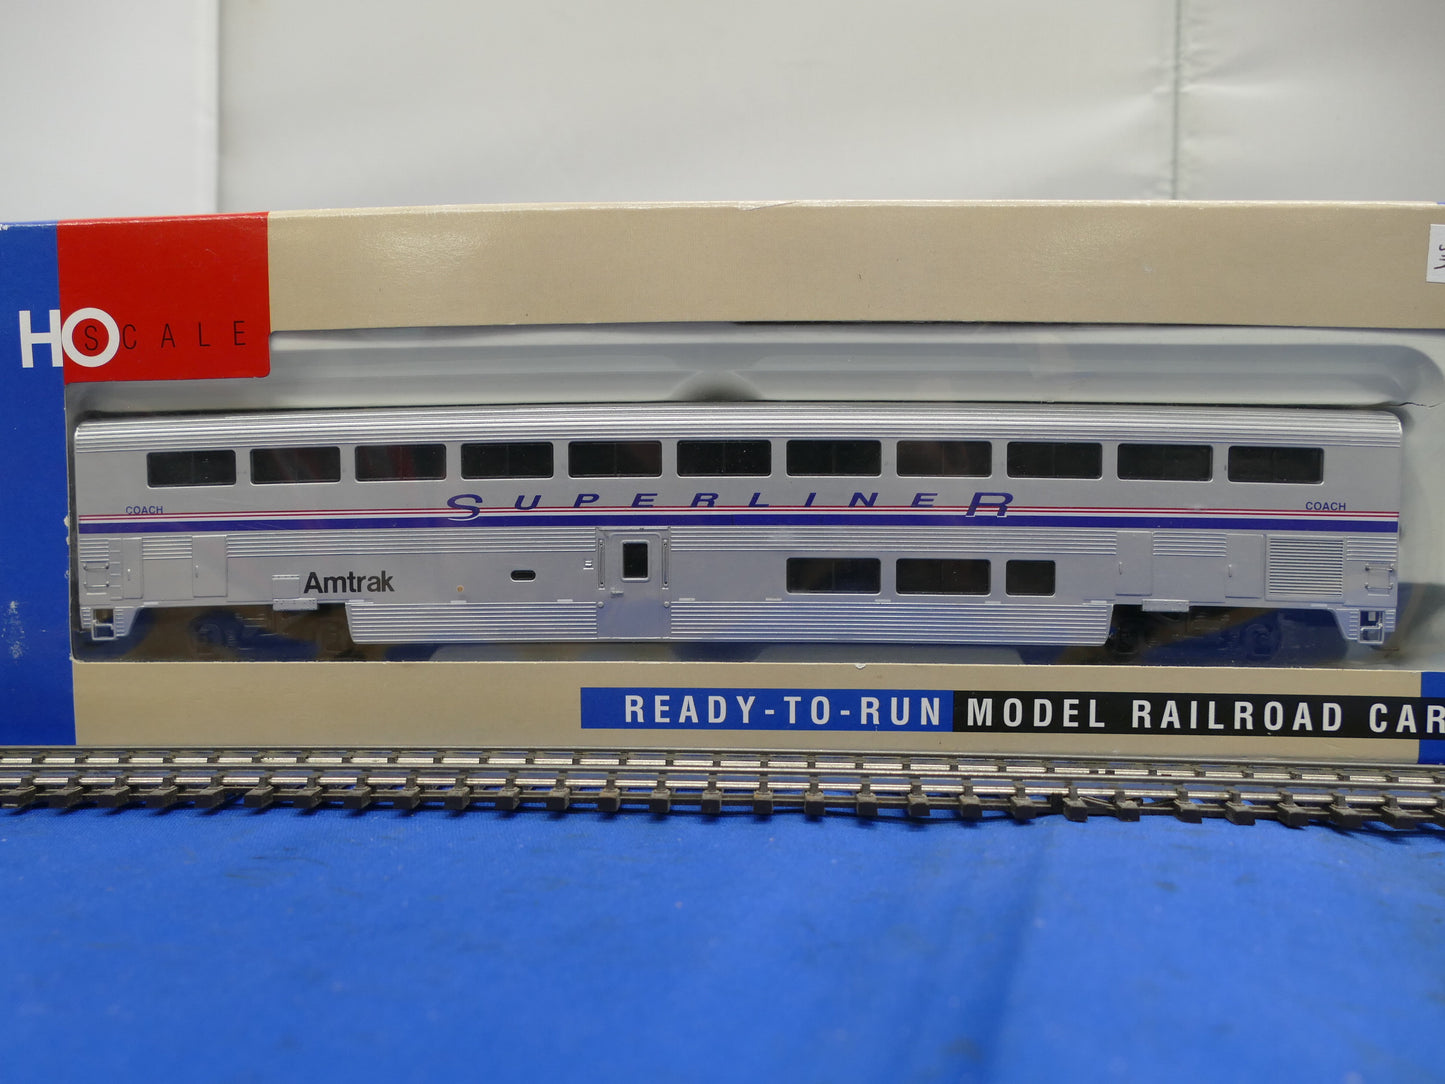 HO SCALE
COACH
SUPERLINER
COACH
Amtrak
READY-TO-RUN MODEL RAILROAD CAR